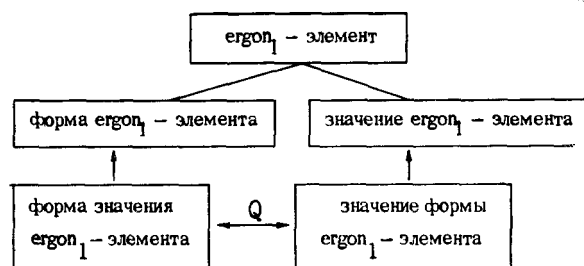 ergon₁ – элемент
форма ergon₁ – элемента
значение ergon₁ – элемента
форма значения
ergon₁ – элемента
Q
значение формы
ergon₁ – элемента